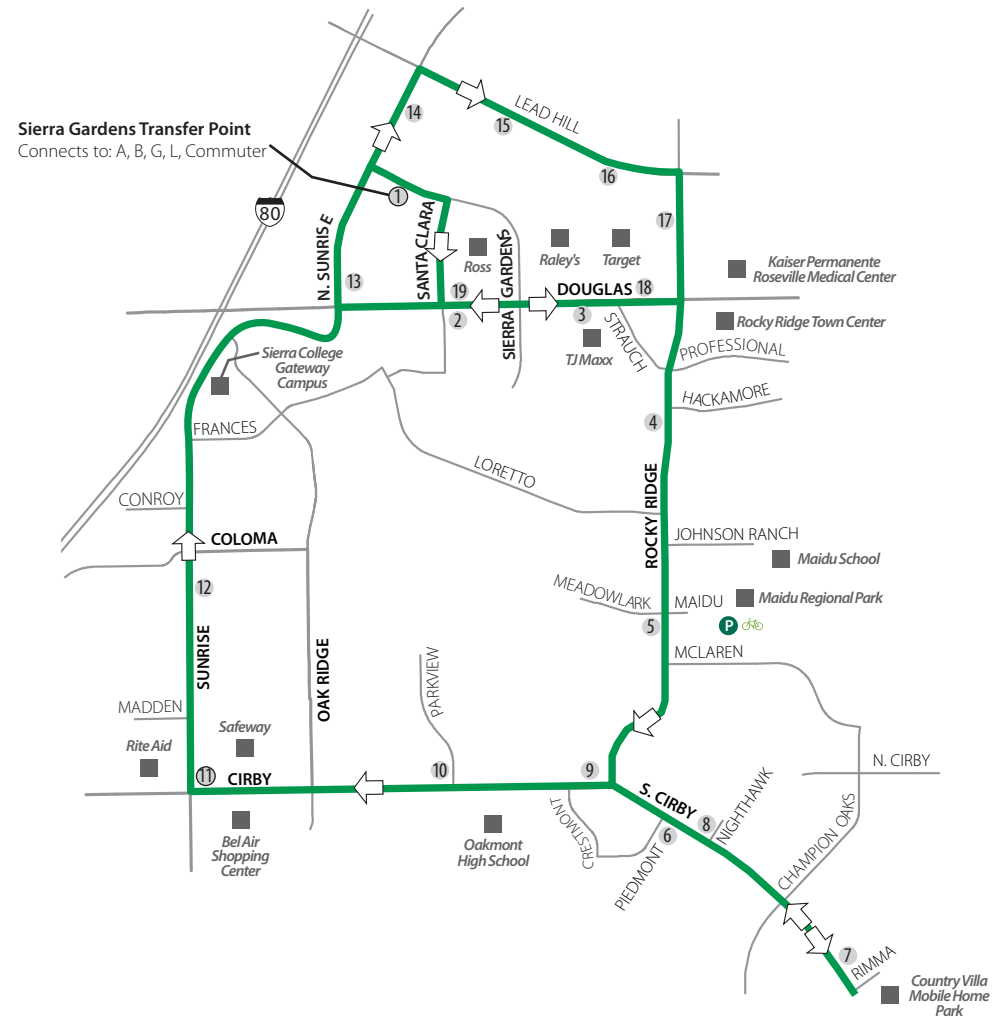 14
LEAD HILL
15
Sierra Gardens Transfer Point
Connects to: A, B, G, L, Commuter
16
1
80
N. SUNRISE
SANTA CLARA
SIERRA GARDENS
17
Ross
Raley's
Target
Kaiser Permanente
Roseville Medical Center
13
19
DOUGLAS
18
2
3
Rocky Ridge Town Center
STRAUCH
TJ Maxx
PROFESSIONAL
Sierra College
Gateway
Campus
HACKAMORE
FRANCES
4
LORETTO
ROCKY RIDGE
CONROY
COLOMA
JOHNSON RANCH
Maidu School
12
MEADOWLARK
MAIDU
Maidu Regional Park
5
P
MCLAREN
SUNRISE
OAK RIDGE
PARKVIEW
MADDEN
Safeway
Rite Aid
11
CIRBY
10
9
N. CIRBY
S. CIRBY
CRESTMONT
6
8
NIGHTHAWK
PIEDMONT
CHAMPION OAKS
Bel Air
Shopping
Center
Oakmont
High School
7
RIMMA
Country Villa
Mobile Home
Park